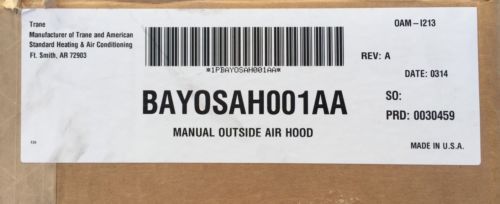 Trane
Manufacturer of Trane and American
Standard Heating & Air Conditioning
Ft. Smith, AR 72903
OAM-I213
*1PBAYOSAH001AA*
REV: A
DATE: 0314
BAYOSAH001AA
SO:
MANUAL OUTSIDE AIR HOOD
PRD: 0030459
MADE IN U.S.A.